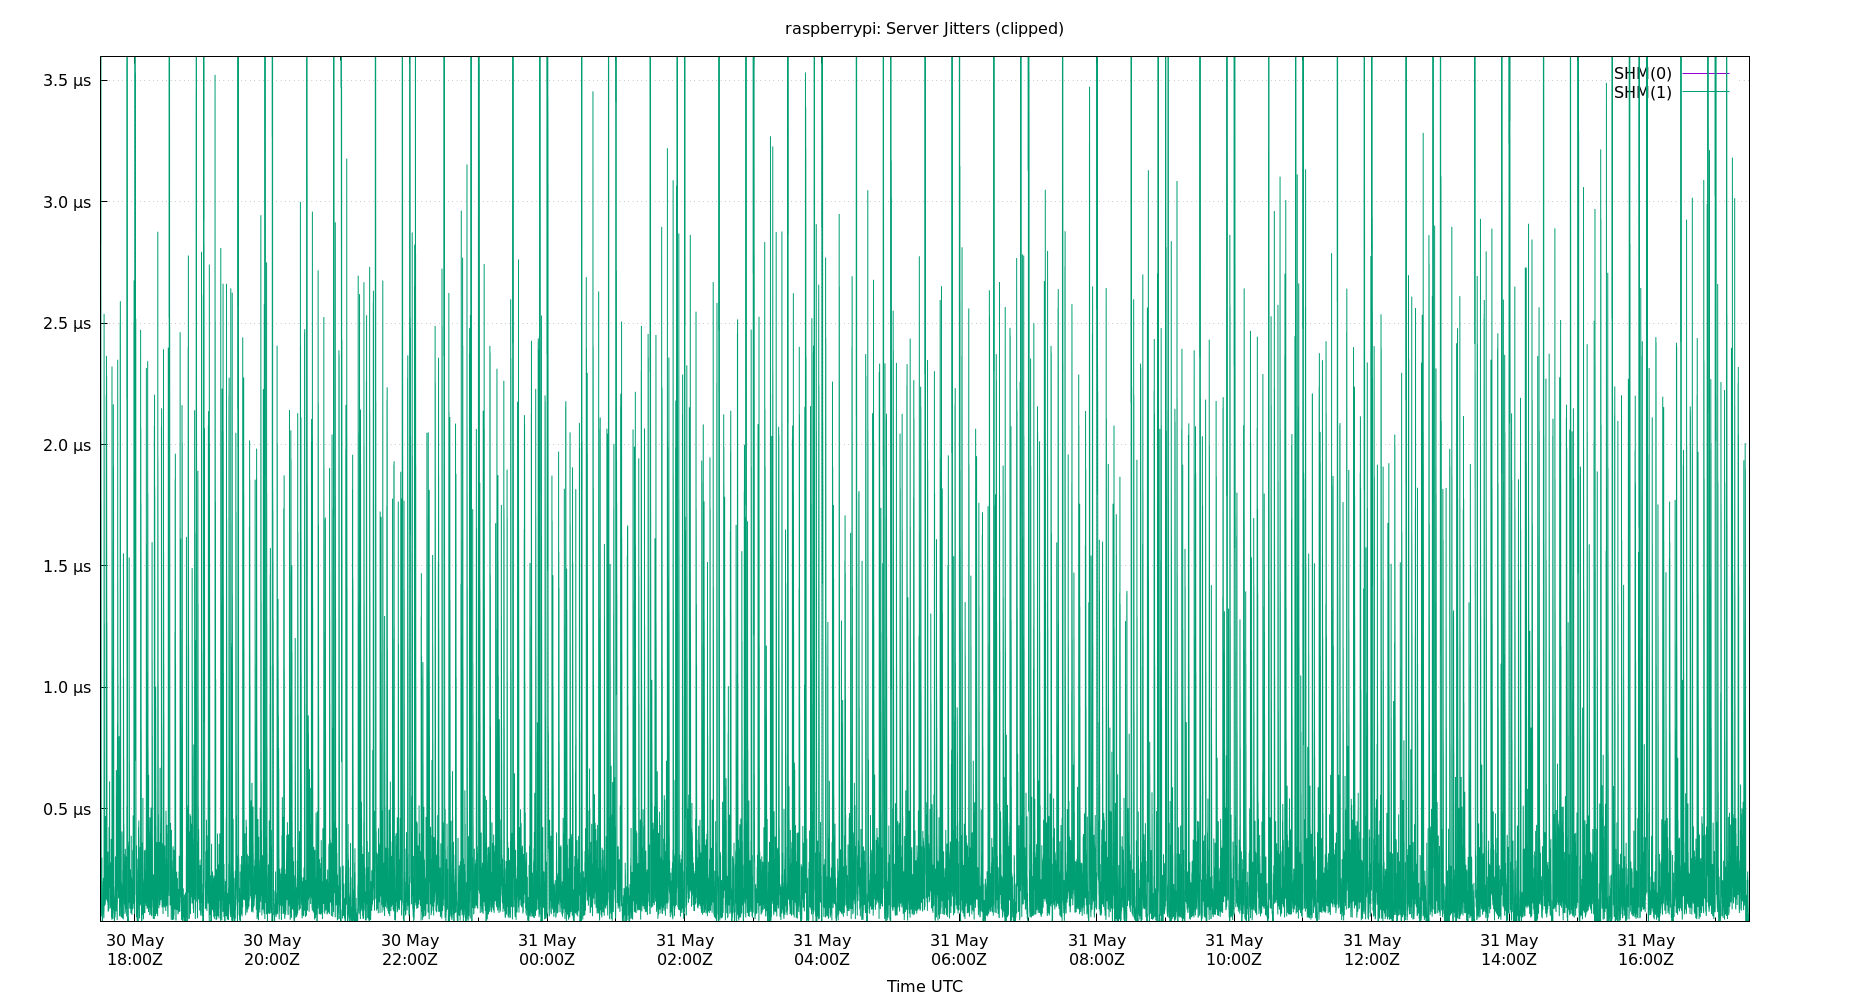 raspberrypi: Server Jitters (clipped)
3.5 µs
3.0 µs
2.5 µs
2.0 µs
1.5 µs
1.0 µs
0.5 µs
SHM(0)
SHM(1)
30 May 30 May 30 May 31 May 31 May 31 May 31 May 31 May 31 May 31 May 31 May 31 May
18:00Z 20:00Z 22:00Z 00:00Z 02:00Z 04:00Z 06:00Z 08:00Z 10:00Z 12:00Z 14:00Z 16:00Z
Time UTC